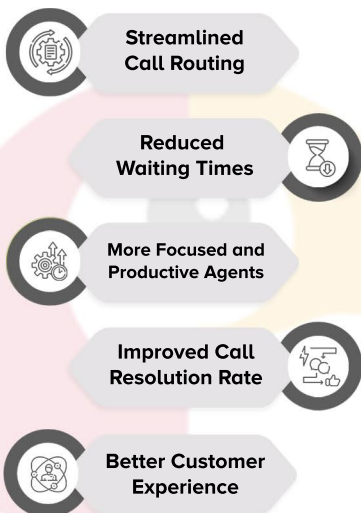 Streamlined
Call Routing
Reduced
Waiting Times
More Focused and
Productive Agents
Improved Call
Resolution Rate
Better Customer
Experience